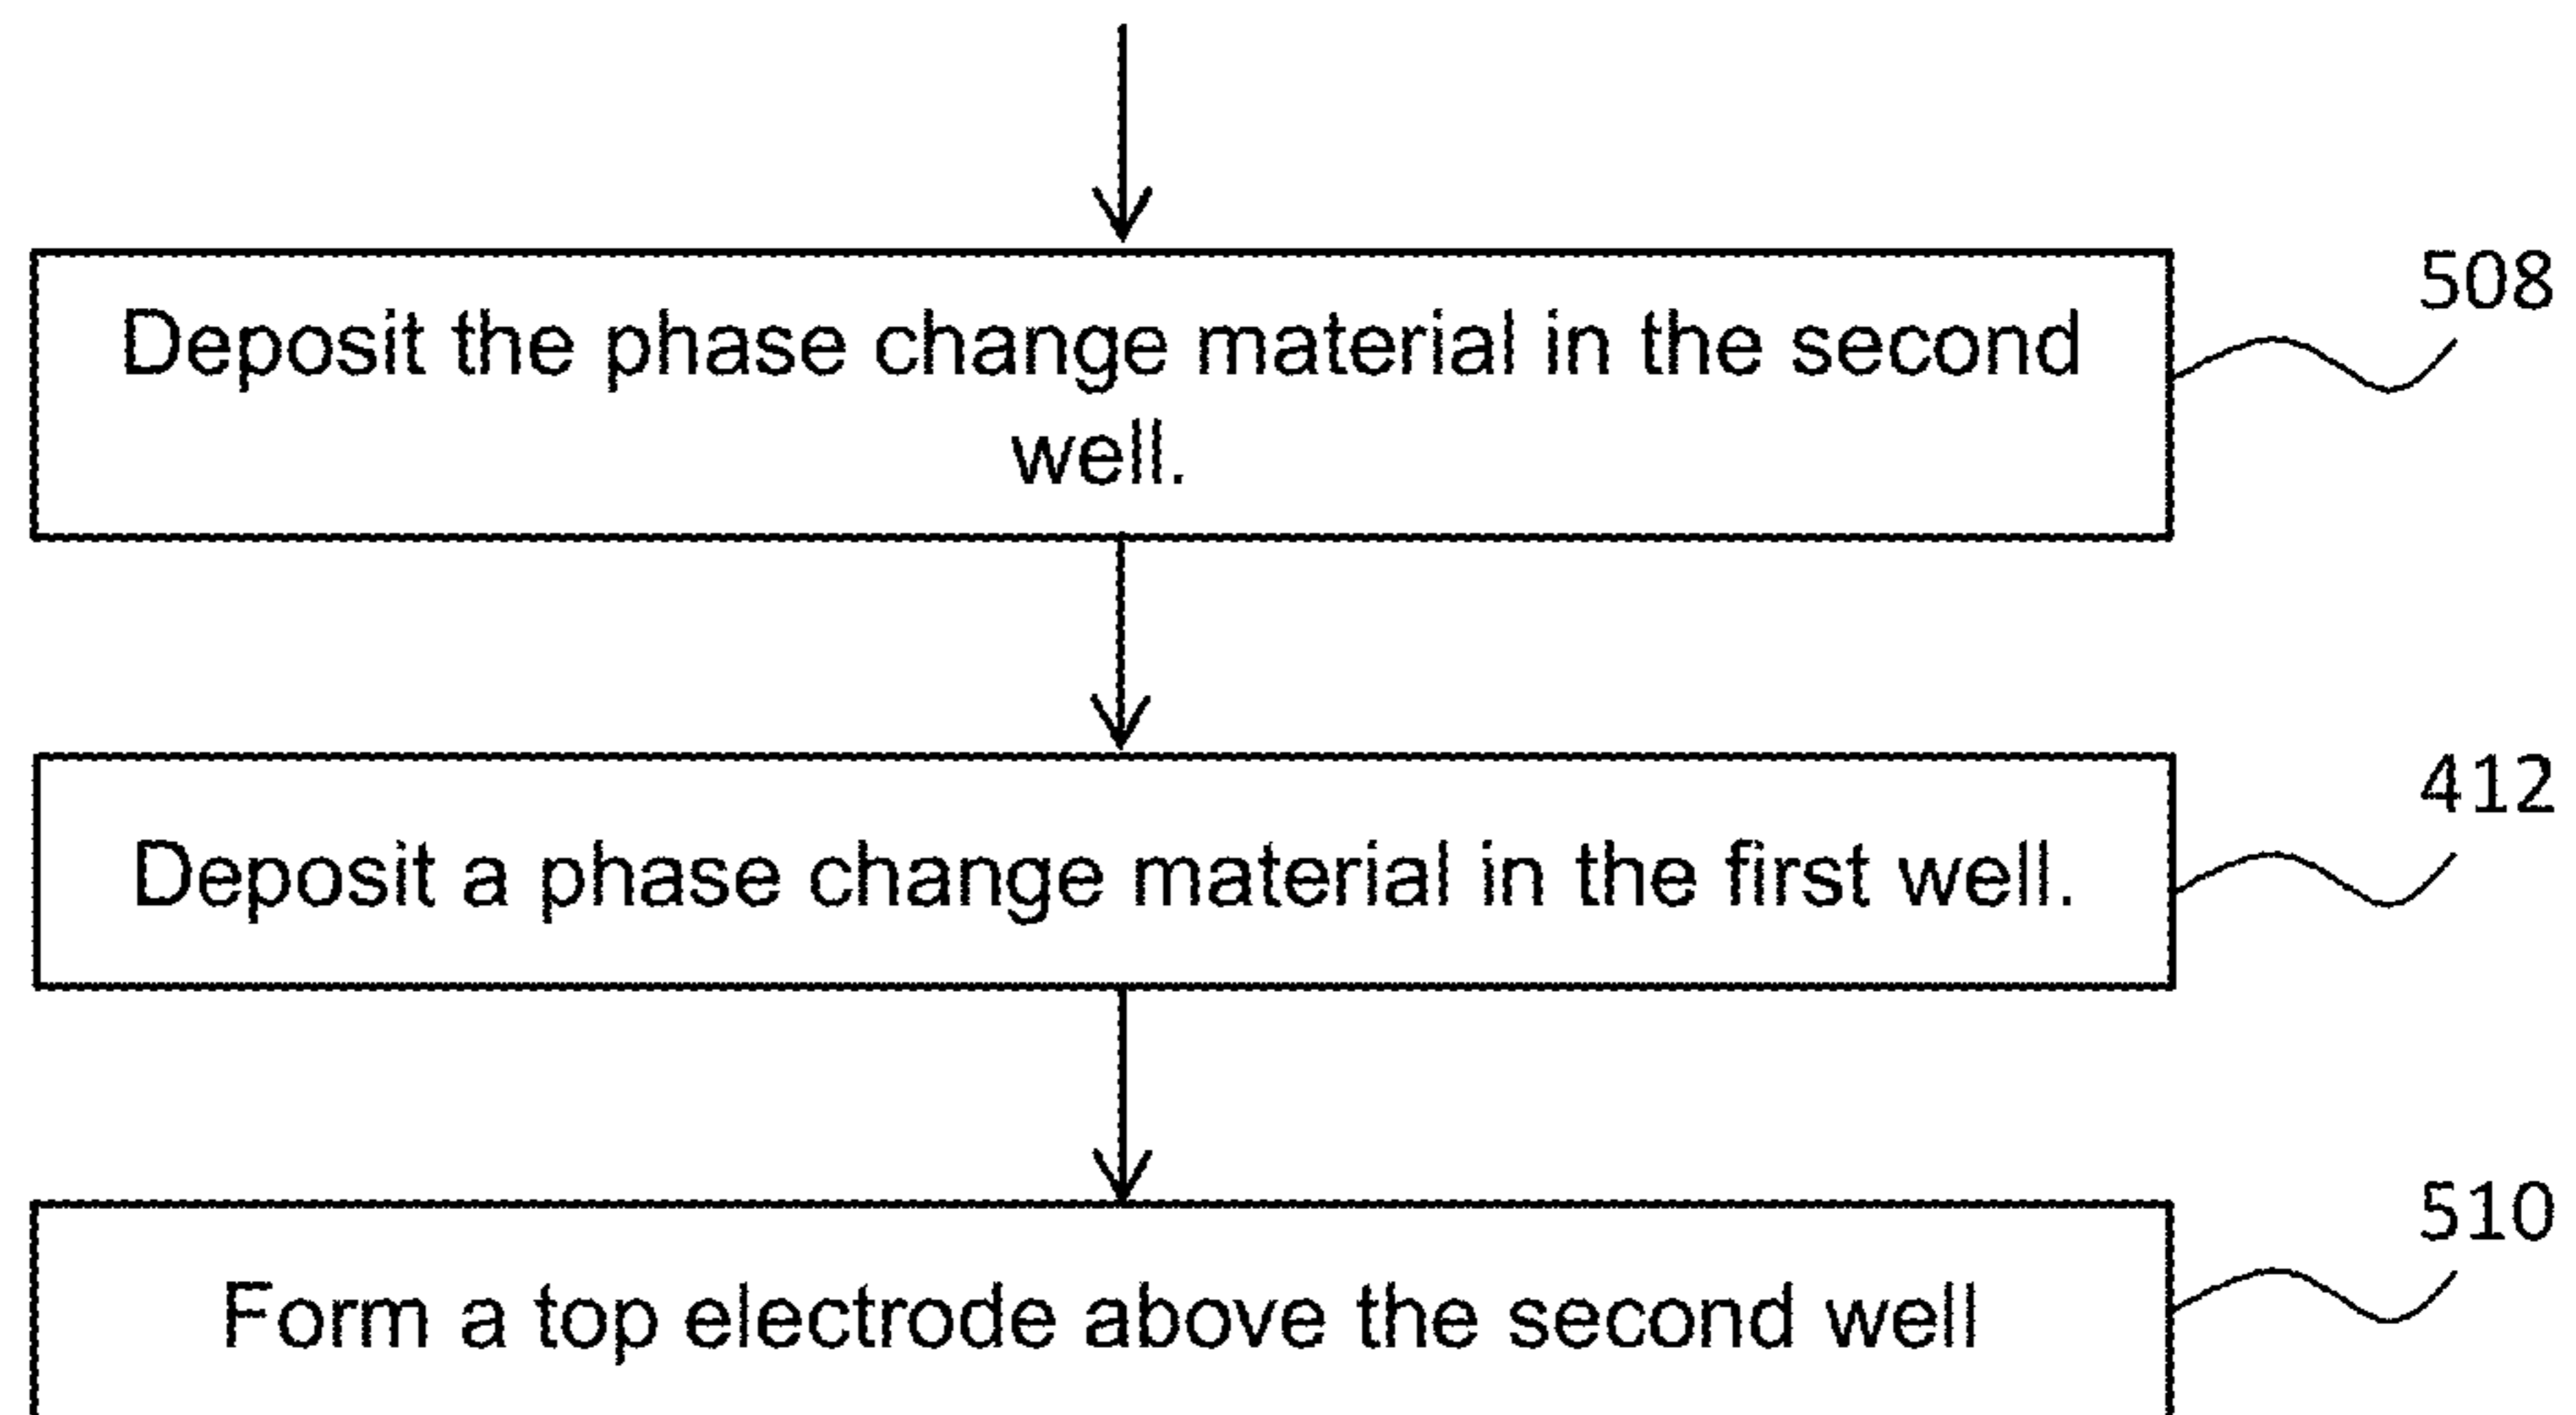 508
Deposit the phase change material in the second
well.
412
Deposit a phase change material in the first well.
510
Form a top electrode above the second well